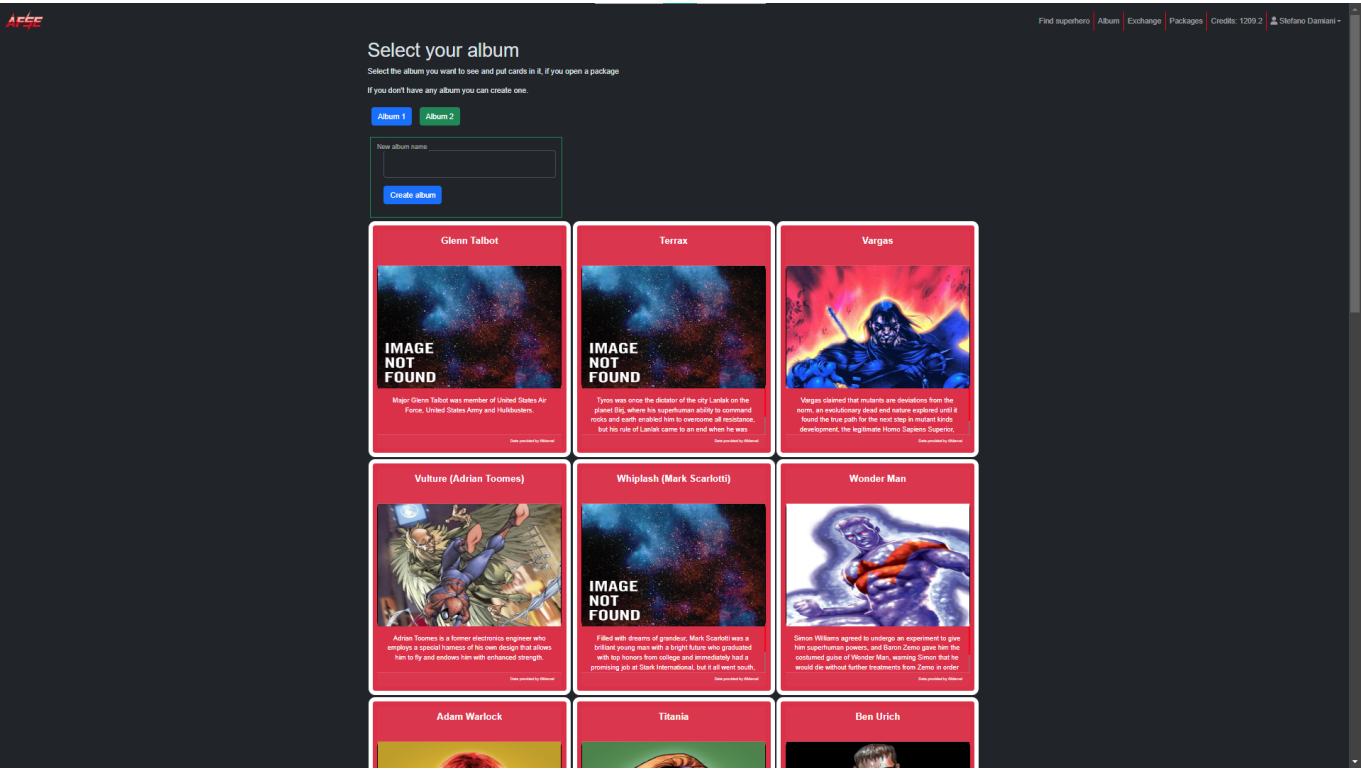 AFSE
Find superhero Album Exchange Packages Credits: 1209.2 Stefano Damiani
Select your album
Select the album you want to see and put cards in it, if you open a package
If you don't have any album you can create one.
Album 1 Album 2
New album name
Create album
Glenn Talbot
IMAGE
NOT
FOUND
Major Glenn Talbot was member of United States Air
Force, United States Army and Hulkbusters.
Data provided by ©Marvel
Terrax
IMAGE
NOT
FOUND
Tyros was once the dictator of the city Lanlak on the
planet Birj, where his superhuman ability to command
rocks and earth enabled him to overcome all resistance,
but his rule of Lanlak came to an end when he was
Data provided by ©Marvel
Vargas
Vargas claimed that mutants are deviations from the
norm, an evolutionary dead end nature explored until it
found the true path for the next step in mutant kinds
development, the legitimate Homo Sapiens Superior,
Data provided by ©Marvel
Vulture (Adrian Toomes)
Adrian Toomes is a former electronics engineer who
employs a special harness of his own design that allows
him to fly and endows him with enhanced strength.
Data provided by ©Marvel
Whiplash (Mark Scarlotti)
IMAGE
NOT
FOUND
Filled with dreams of grandeur, Mark Scarlotti was a
brilliant young man with a bright future who graduated
with top honors from college and immediately had a
promising job at Stark International, but it all went south,
Data provided by ©Marvel
Wonder Man
Simon Williams agreed to undergo an experiment to give
him superhuman powers, and Baron Zemo gave him the
costumed guise of Wonder Man, warning Simon that he
would die without further treatments from Zemo in order
Data provided by ©Marvel
Adam Warlock
Titania
Ben Urich